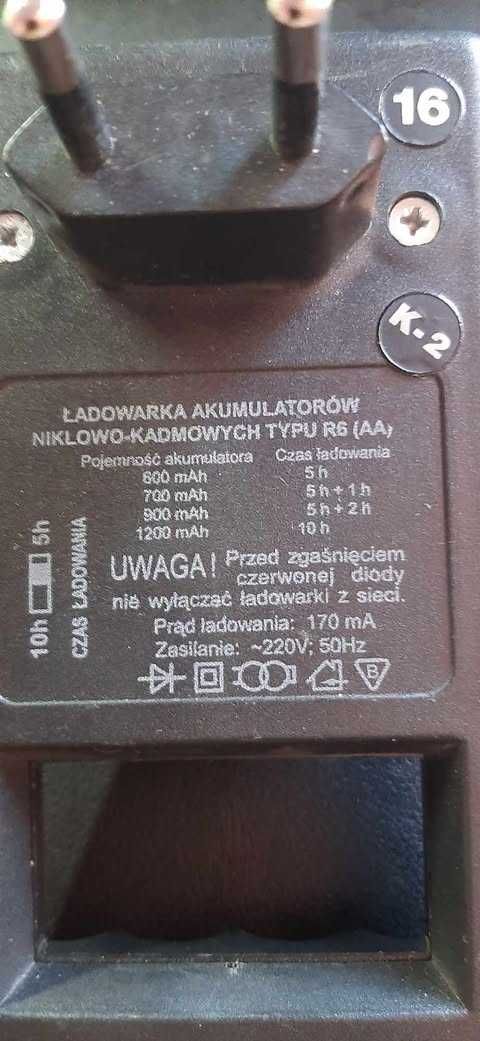 16
K-2
ŁADOWARKA AKUMULATORÓW
NIKLOWO-KADMOWYCH TYPU R6 (AA)
Pojemność akumulatora Czas ładowania
600 mAh 5 h
700 mAh 5 h + 1 h
900 mAh 5 h + 2 h
1200 mAh 10 h
10h 5h
CZAS ŁADOWANIA
UWAGA! Przed zgaśnięciem
czerwonej diody
nie wyłączać ładowarki z sieci.
Prąd ładowania: 170 mA
Zasilanie: ~220V; 50Hz
B